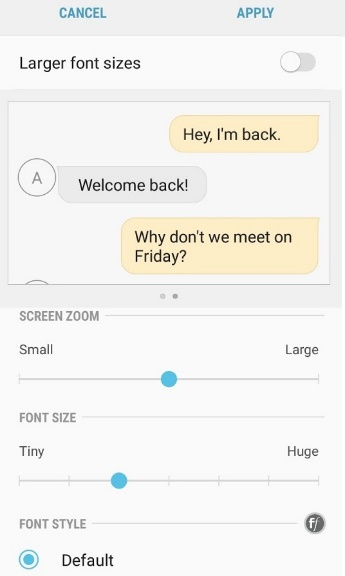 CANCEL APPLY
Larger font sizes
Hey, I'm back.
A
Welcome back!
Why don't we meet on
Friday?
SCREEN ZOOM
Small Large
FONT SIZE
Tiny Huge
FONT STYLE
Default